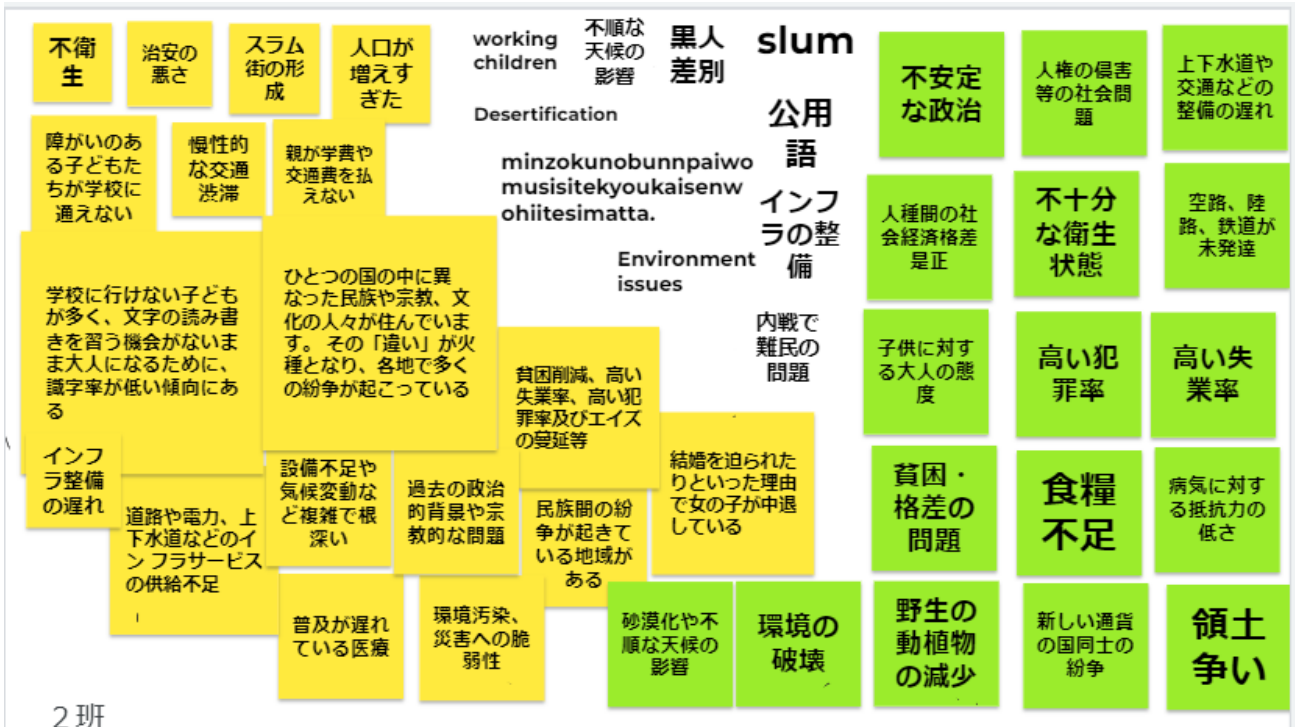 不衛
生
治安の
悪さ
スラム
街の形
成
人口が
増えす
ぎた
working
children
不順な
天候の
影響
黒人
差別
slum
Desertification
公用
語
minzokunobunnpaiwo
musisitekyoukaisenw
ohiitesimatta.
インフ
ラの整
備
Environment
issues
内戦で
難民の
問題
障がいのあ
る子どもた
ちが学校に
通えない
慢性的
な交通
渋滞
親が学費や
交通費を払
えない
学校に行けない子ども
が多く、文字の読み書
きを習う機会がないま
ま大人になるために、
識字率が低い傾向にあ
る
ひとつの国の中に異
なった民族や宗教、文
化の人々が住んでいま
す。 その「違い」が火
種となり、各地で多く
の紛争が起こっている
貧困削減、高い
失業率、高い犯
罪率及びエイズ
の蔓延等
結婚を迫られた
りといった理由
で女の子が中退
している
インフ
ラ整備
の遅れ
道路や電力、上
下水道などのイ
ン フラサービス
の供給不足
設備不足や
気候変動な
ど複雑で根
深い
過去の政治
的背景や宗
教的な問題
民族間の紛
争が起きて
いる地域が
ある
普及が遅れ
ている医療
環境汚染、
災害への脆
弱性
不安定
な政治
人権の侵害
等の社会問
題
上下水道や
交通などの
整備の遅れ
人種間の社
会経済格差
是正
不十分
な衛生
状態
空路、陸
路、鉄道が
未発達
子供に対す
る大人の態
度
高い犯
罪率
高い失
業率
貧困・
格差の
問題
食糧
不足
病気に対す
る抵抗力の
低さ
砂漠化や不
順な天候の
影響
環境の
破壊
野生の
動植物
の減少
新しい通貨
の国同士の
紛争
領土
争い
２班